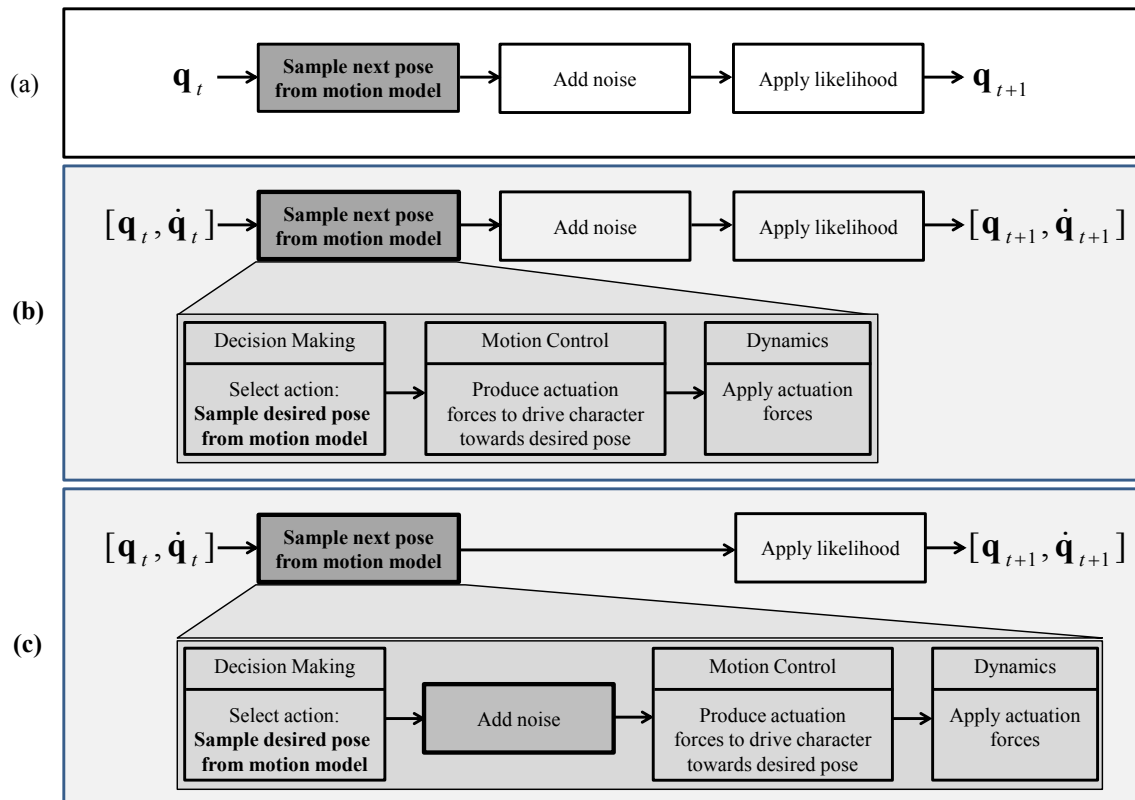 (a)
q_t
Sample next pose
from motion model
Add noise
Apply likelihood
q_{t+1}
(b)
[q_t, q̇_t]
Sample next pose
from motion model
Add noise
Apply likelihood
[q_{t+1}, q̇_{t+1}]
Decision Making
Select action:
Sample desired pose
from motion model
Motion Control
Produce actuation
forces to drive character
towards desired pose
Dynamics
Apply actuation
forces
(c)
[q_t, q̇_t]
Sample next pose
from motion model
Apply likelihood
[q_{t+1}, q̇_{t+1}]
Decision Making
Select action:
Sample desired pose
from motion model
Add noise
Motion Control
Produce actuation
forces to drive character
towards desired pose
Dynamics
Apply actuation
forces